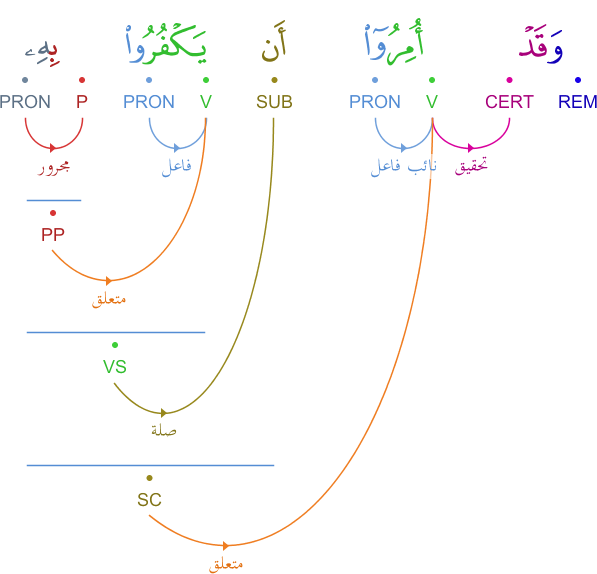 وَقَدْ أُمِرُوٓا۟ أَن يَكْفُرُوا۟ بِهِۦ
REM CERT V PRON SUB V PRON P PRON
تحقيق نائب فاعل فاعل مجرور
PP
متعلق
VS
صلة
SC
متعلق